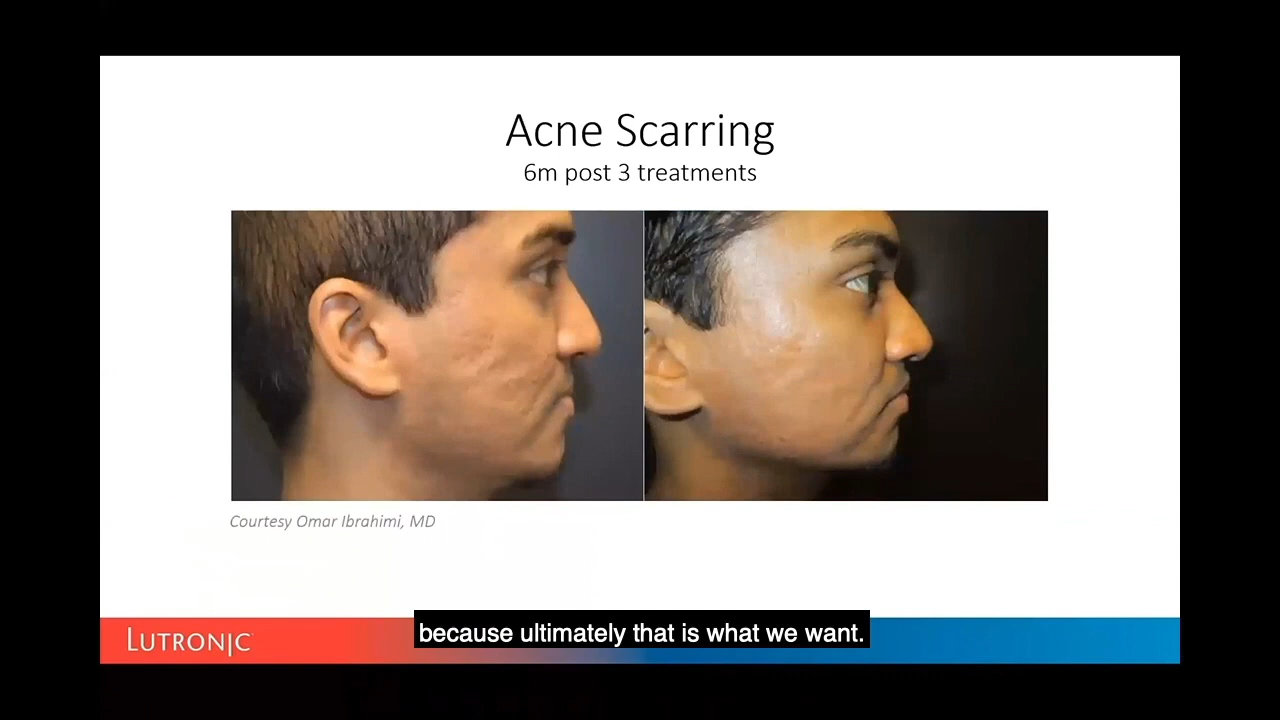 Acne Scarring
6m post 3 treatments
Courtesy Omar Ibrahimi, MD
LUTRONIC
because ultimately that is what we want.